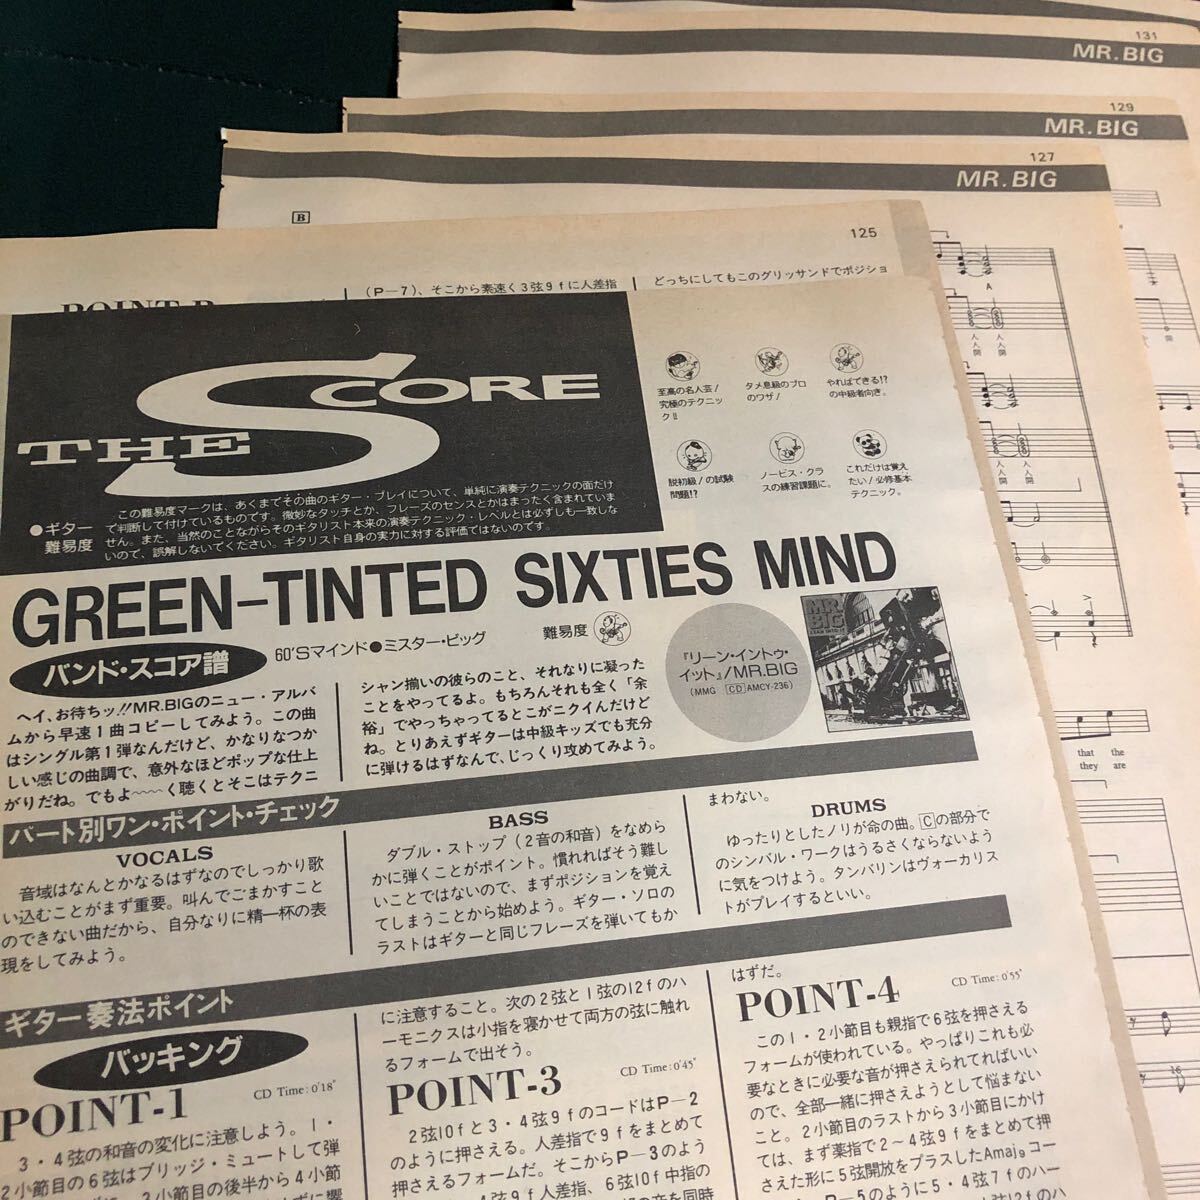 131
MR. BIG
129
MR. BIG
127
MR. BIG
B
125
(P—7)、そこから素速く3弦9fに人差指
どっちにしてもこのグリッサンドでポジショ
THE SCORE
●ギター難易度
この難易度マークは、あくまでその曲のギター・プレイについて、単純に演奏テクニックの面だけ
で判断して付けているものです。微妙なタッチとか、フレーズのセンスとかはまったく含まれていま
せん。また、当然のことながらそのギタリスト本来の演奏テクニック・レベルとは必ずしも一致しな
いので、誤解しないでください。ギタリスト自身の実力に対する評価ではないのです。
至高の名人芸!
究極のテクニッ
ク!!
タメ息級のプロ
のワザ!
やればできる!?
の中級者向き。
脱初級!の試験
問題!?
ノービス・クラ
スの練習課題に。
これだけは覚え
たい!必修基本
テクニック。
GREEN–TINTED SIXTIES MIND
バンド・スコア譜
60'Sマインド●ミスター・ビッグ
難易度
『リーン・イントゥ・
イット』/MR.BIG
(MMG CD AMCY-236)
MR. BIG
ヘイ、お待ちッ!!MR.BIGのニュー・アルバ
ムから早速1曲コピーしてみよう。この曲
はシングル第1弾なんだけど、かなりなつか
しい感じの曲調で、意外なほどポップな仕上
がりだね。でもよ〜〜〜く聴くとそこはテクニ
シャン揃いの彼らのこと、それなりに凝った
ことをやってるよ。もちろんそれも全く「余
裕」でやっちゃってるとこがニクイんだけど
ね。とりあえずギターは中級キッズでも充分
に弾けるはずなんで、じっくり攻めてみよう。
パート別ワン・ポイント・チェック
VOCALS
音域はなんとかなるはずなのでしっかり歌
い込むことがまず重要。叫んでごまかすこと
のできない曲だから、自分なりに精一杯の表
現をしてみよう。
BASS
ダブル・ストップ(2音の和音)をなめら
かに弾くことがポイント。慣れればそう難し
いことではないので、まずポジションを覚え
てしまうことから始めよう。ギター・ソロの
ラストはギターと同じフレーズを弾いてもか
まわない。
DRUMS
ゆったりとしたノリが命の曲。Cの部分で
のシンバル・ワークはうるさくならないよう
に気をつけよう。タンバリンはヴォーカリス
トがプレイするといい。
ギター奏法ポイント
バッキング
POINT-1
CD Time:0'18"
3・4弦の和音の変化に注意しよう。1・
2小節目の6弦はブリッジ・ミュートして弾
3小節目の後半から4小節
に注意すること。次の2弦と1弦の12fのハ
ーモニクスは小指を寝かせて両方の弦に触れ
るフォームで出そう。
POINT-3
CD Time:0'45"
2弦10fと3・4弦9fのコードはP—2
のように押さえる。人差指で9fをまとめて
押さえるフォームだ。そこからP—3のよう
4弦9f人差指、6弦10f中指の
はずだ。
POINT-4
CD Time:0'55"
この1・2小節目も親指で6弦を押さえる
フォームが使われている。やっぱりこれも必
要なときに必要な音が押さえられてればいい
ので、全部一緒に押さえようとして悩まない
こと。2小節目のラストから3小節目にかけ
ては、まず薬指で2〜4弦9fをまとめて押
さえた形に5弦開放をプラスしたAmaj9コー
P—5のように5・4弦7fのハー
that the
they are